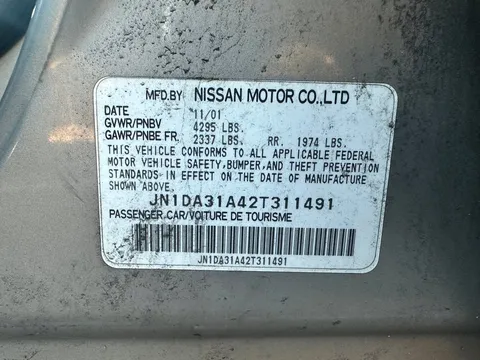 MFD.BY NISSAN MOTOR CO.,LTD
DATE 11/01
GVWR/PNBV 4295 LBS.
GAWR/PNBE FR. 2337 LBS. RR. 1974 LBS.
THIS VEHICLE CONFORMS TO ALL APPLICABLE FEDERAL
MOTOR VEHICLE SAFETY,BUMPER,AND THEFT PREVENTION
STANDARDS IN EFFECT ON THE DATE OF MANUFACTURE
SHOWN ABOVE.
JN1DA31A42T311491
PASSENGER CAR/VOITURE DE TOURISME
JN1DA31A42T311491